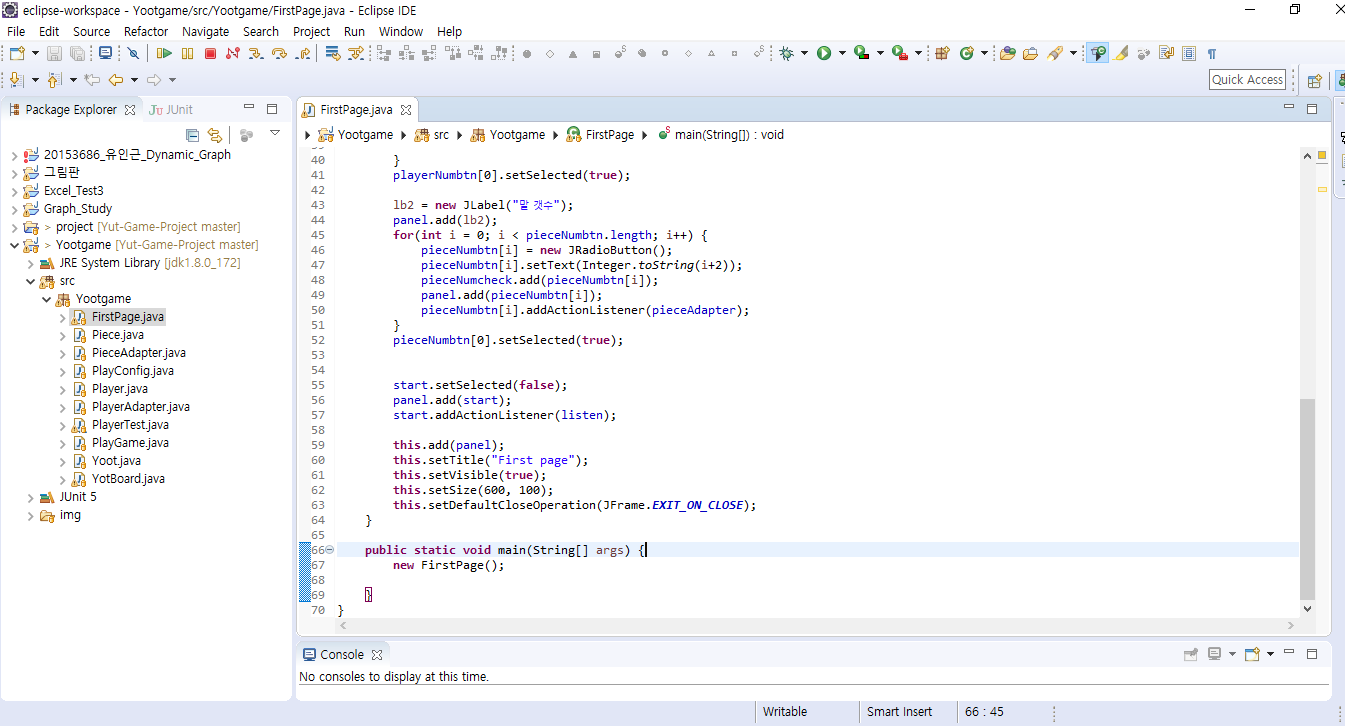 eclipse-workspace - Yootgame/src/Yootgame/FirstPage.java - Eclipse IDE
File Edit Source Refactor Navigate Search Project Run Window Help
Quick Access
Package Explorer JUnit
20153686_유인근_Dynamic_Graph
그림판
Excel_Test3
Graph_Study
> project [Yut-Game-Project master]
> Yootgame [Yut-Game-Project master]
JRE System Library [jdk1.8.0_172]
src
Yootgame
FirstPage.java
Piece.java
PieceAdapter.java
PlayConfig.java
Player.java
PlayerAdapter.java
PlayerTest.java
PlayGame.java
Yoot.java
YotBoard.java
JUnit 5
img
FirstPage.java
Yootgame src Yootgame FirstPage main(String[]) : void
40 }
41 playerNumbtn[0].setSelected(true);
42
43 lb2 = new JLabel("말 갯수");
44 panel.add(lb2);
45 for(int i = 0; i < pieceNumbtn.length; i++) {
46 pieceNumbtn[i] = new JRadioButton();
47 pieceNumbtn[i].setText(Integer.toString(i+2));
48 pieceNumcheck.add(pieceNumbtn[i]);
49 panel.add(pieceNumbtn[i]);
50 pieceNumbtn[i].addActionListener(pieceAdapter);
51 }
52 pieceNumbtn[0].setSelected(true);
53
54
55 start.setSelected(false);
56 panel.add(start);
57 start.addActionListener(listen);
58
59 this.add(panel);
60 this.setTitle("First page");
61 this.setVisible(true);
62 this.setSize(600, 100);
63 this.setDefaultCloseOperation(JFrame.EXIT_ON_CLOSE);
64 }
65
66 public static void main(String[] args) {
67 new FirstPage();
68
69 }
70 }
Console
No consoles to display at this time.
Writable Smart Insert 66 : 45